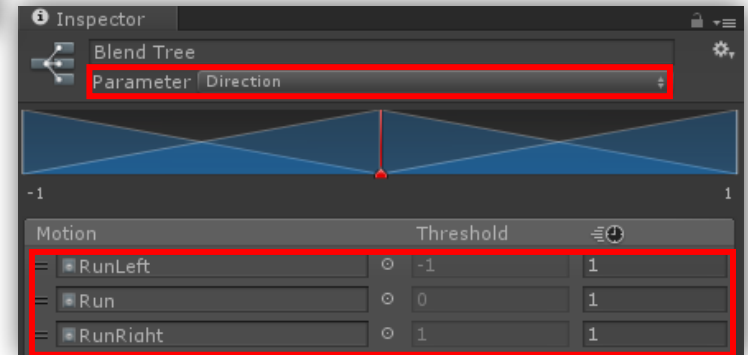 Inspector
Blend Tree
Parameter Direction
-1 1
Motion Threshold
RunLeft -1 1
Run 0 1
RunRight 1 1